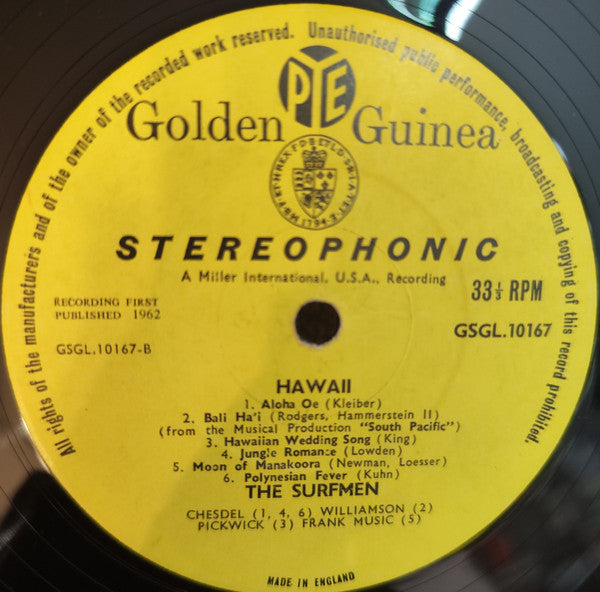 All rights of the manufacturers and of the owner of the recorded work reserved. Unauthorised public performance, broadcasting and copying of this record prohibited.
PYE
Golden Guinea
STEREOPHONIC
A Miller International, U.S.A., Recording
RECORDING FIRST
PUBLISHED 1962
33⅓ RPM
GSGL.10167-B
GSGL.10167
HAWAII
1. Aloha Oe (Kleiber)
2. Bali Ha'i (Rodgers, Hammerstein II)
(from the Musical Production "South Pacific")
3. Hawaiian Wedding Song (King)
4. Jungle Romance (Lowden)
5. Moon of Manakoora (Newman, Loesser)
6. Polynesian Fever (Kuhn)
THE SURFMEN
CHESDEL (1, 4, 6) WILLIAMSON (2)
PICKWICK (3) FRANK MUSIC (5)
MADE IN ENGLAND